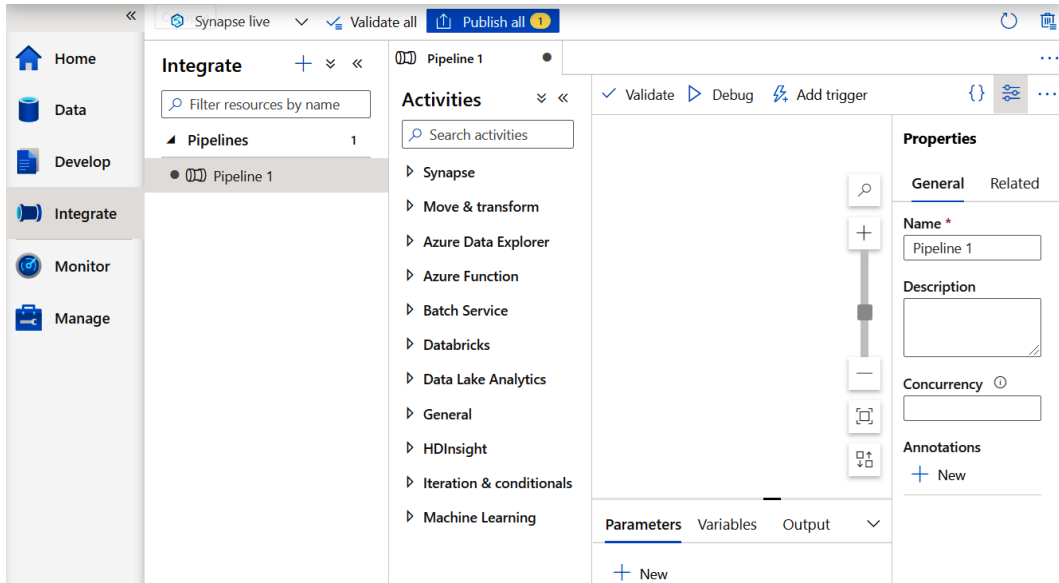 Synapse live
Validate all
Publish all 1
Home
Data
Develop
Integrate
Monitor
Manage
Integrate
Filter resources by name
Pipelines 1
Pipeline 1
Pipeline 1
Activities
Search activities
Synapse
Move & transform
Azure Data Explorer
Azure Function
Batch Service
Databricks
Data Lake Analytics
General
HDInsight
Iteration & conditionals
Machine Learning
Validate Debug Add trigger
Parameters Variables Output
New
Properties
General Related
Name *
Pipeline 1
Description
Concurrency
Annotations
New